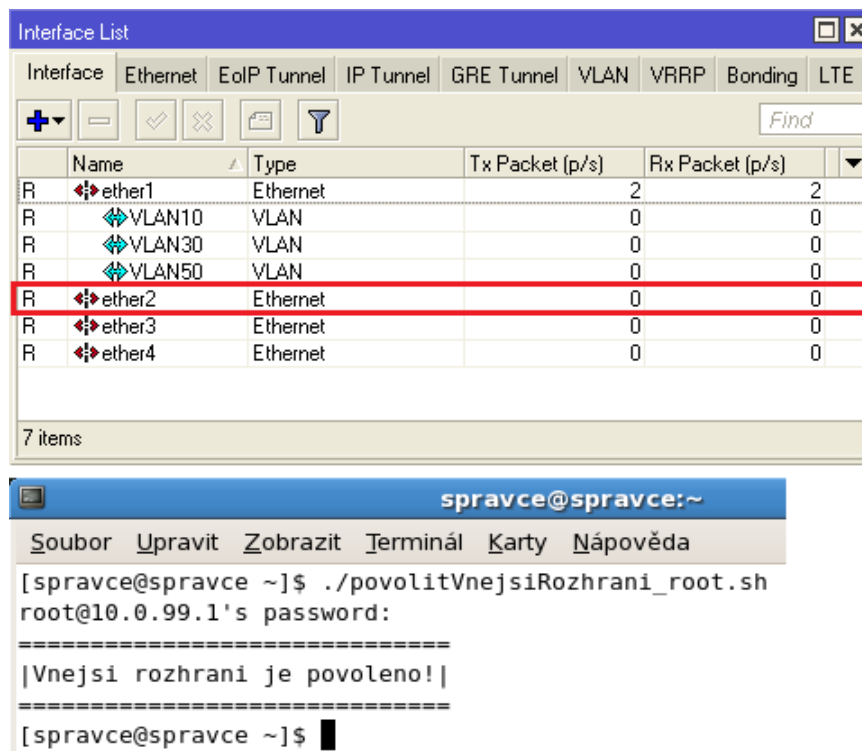 Interface List
Interface Ethernet EoIP Tunnel IP Tunnel GRE Tunnel VLAN VRRP Bonding LTE
Find
Name Type Tx Packet (p/s) Rx Packet (p/s)
R ether1 Ethernet 2 2
R VLAN10 VLAN 0 0
R VLAN30 VLAN 0 0
R VLAN50 VLAN 0 0
R ether2 Ethernet 0 0
R ether3 Ethernet 0 0
R ether4 Ethernet 0 0
7 items
spravce@spravce:~
Soubor Upravit Zobrazit Terminál Karty Nápověda
[spravce@spravce ~]$ ./povolitVnejsiRozhrani_root.sh
root@10.0.99.1's password:
==============================
|Vnejsi rozhrani je povoleno!|
==============================
[spravce@spravce ~]$